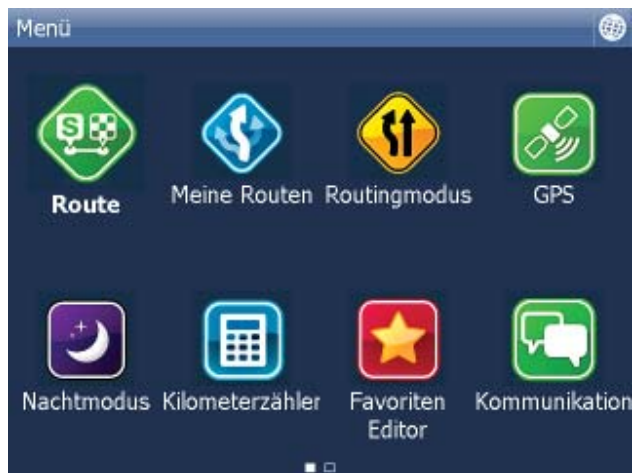 Menü
Route
Meine Routen
Routingmodus
GPS
Nachtmodus
Kilometerzähler
Favoriten
Editor
Kommunikation